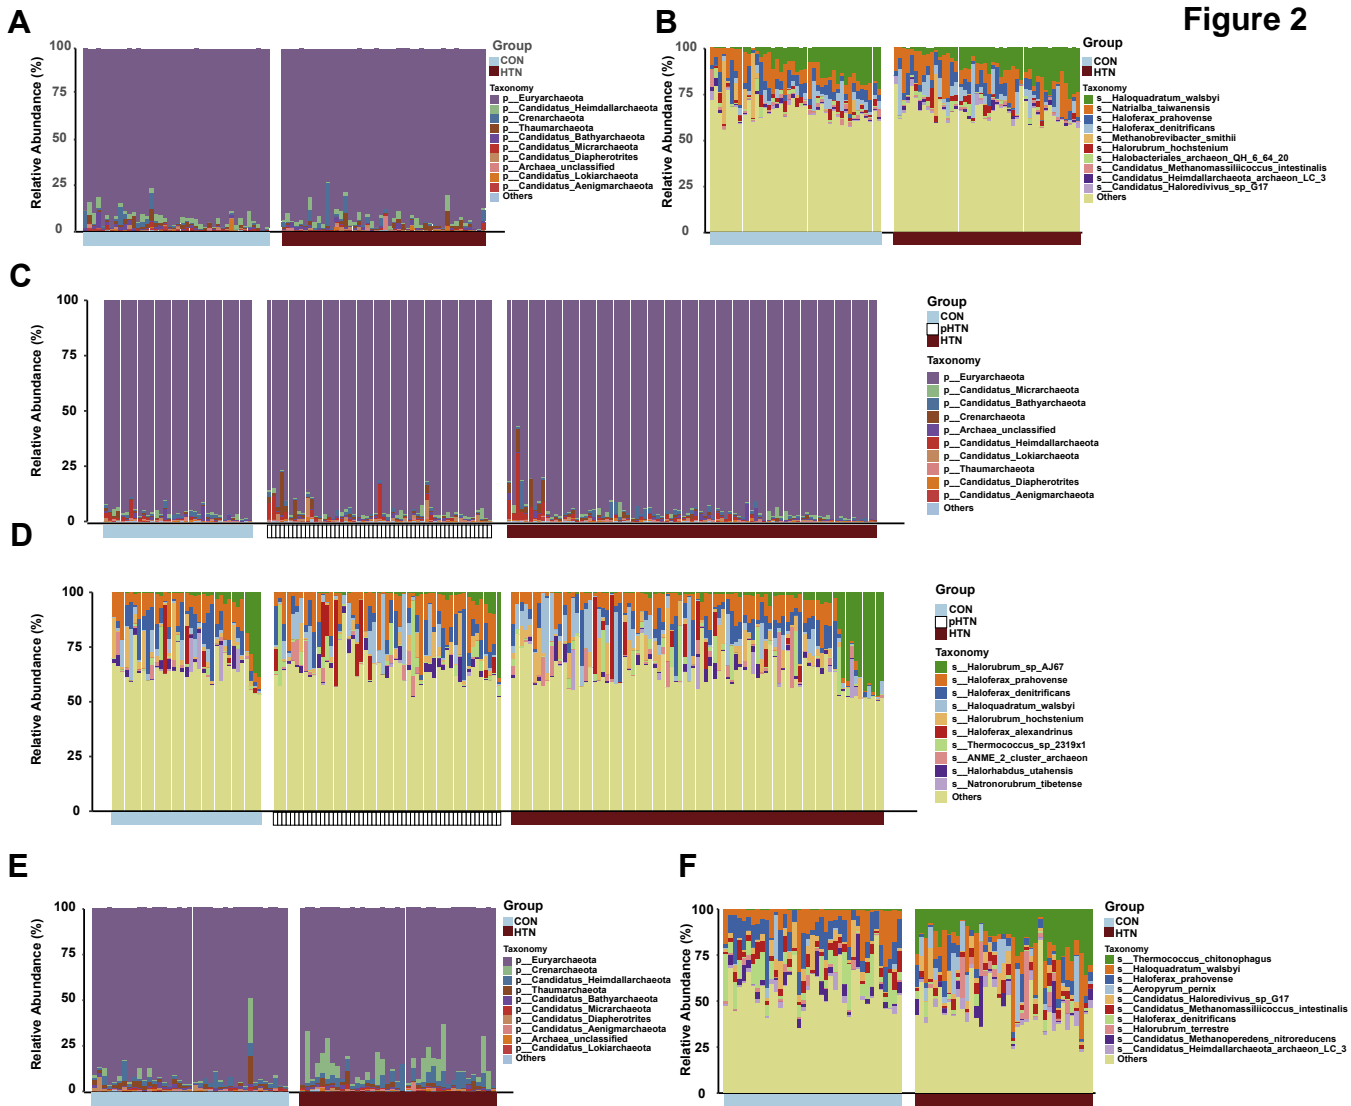 Figure 2
A
Relative Abundance (%)
100
75
50
25
0
Group
CON
HTN
Taxonomy
p__Euryarchaeota
p__Candidatus_Heimdallarchaeota
p__Crenarchaeota
p__Thaumarchaeota
p__Candidatus_Bathyarchaeota
p__Candidatus_Micrarchaeota
p__Candidatus_Diapherotrites
p__Archaea_unclassified
p__Candidatus_Lokiarchaeota
p__Candidatus_Aenigmarchaeota
Others
B
Relative Abundance (%)
100
75
50
25
0
Group
CON
HTN
Taxonomy
s__Haloquadratum_walsbyi
s__Natrialba_taiwanensis
s__Haloferax_prahovense
s__Haloferax_denitrificans
s__Methanobrevibacter_smithii
s__Halorubrum_hochstenium
s__Halobacteriales_archaeon_QH_6_64_20
s__Candidatus_Methanomassiliicoccus_intestinalis
s__Candidatus_Heimdallarchaeota_archaeon_LC_3
s__Candidatus_Haloredivivus_sp_G17
Others
C
Relative Abundance (%)
100
75
50
25
0
Group
CON
pHTN
HTN
Taxonomy
p__Euryarchaeota
p__Candidatus_Micrarchaeota
p__Candidatus_Bathyarchaeota
p__Crenarchaeota
p__Archaea_unclassified
p__Candidatus_Heimdallarchaeota
p__Candidatus_Lokiarchaeota
p__Thaumarchaeota
p__Candidatus_Diapherotrites
p__Candidatus_Aenigmarchaeota
Others
D
Relative Abundance (%)
100
75
50
25
0
Group
CON
pHTN
HTN
Taxonomy
s__Halorubrum_sp_AJ67
s__Haloferax_prahovense
s__Haloferax_denitrificans
s__Haloquadratum_walsbyi
s__Halorubrum_hochstenium
s__Haloferax_alexandrinus
s__Thermococcus_sp_2319x1
s__ANME_2_cluster_archaeon
s__Halorhabdus_utahensis
s__Natronorubrum_tibetense
Others
E
Relative Abundance (%)
100
75
50
25
0
Group
CON
HTN
Taxonomy
p__Euryarchaeota
p__Crenarchaeota
p__Candidatus_Heimdallarchaeota
p__Thaumarchaeota
p__Candidatus_Bathyarchaeota
p__Candidatus_Micrarchaeota
p__Candidatus_Diapherotrites
p__Candidatus_Aenigmarchaeota
p__Archaea_unclassified
p__Candidatus_Lokiarchaeota
Others
F
Relative Abundance (%)
100
75
50
25
0
Group
CON
HTN
Taxonomy
s__Thermococcus_chitonophagus
s__Haloquadratum_walsbyi
s__Haloferax_prahovense
s__Aeropyrum_pernix
s__Candidatus_Haloredivivus_sp_G17
s__Candidatus_Methanomassiliicoccus_intestinalis
s__Haloferax_denitrificans
s__Halorubrum_terrestre
s__Candidatus_Methanoperedens_nitroreducens
s__Candidatus_Heimdallarchaeota_archaeon_LC_3
Others